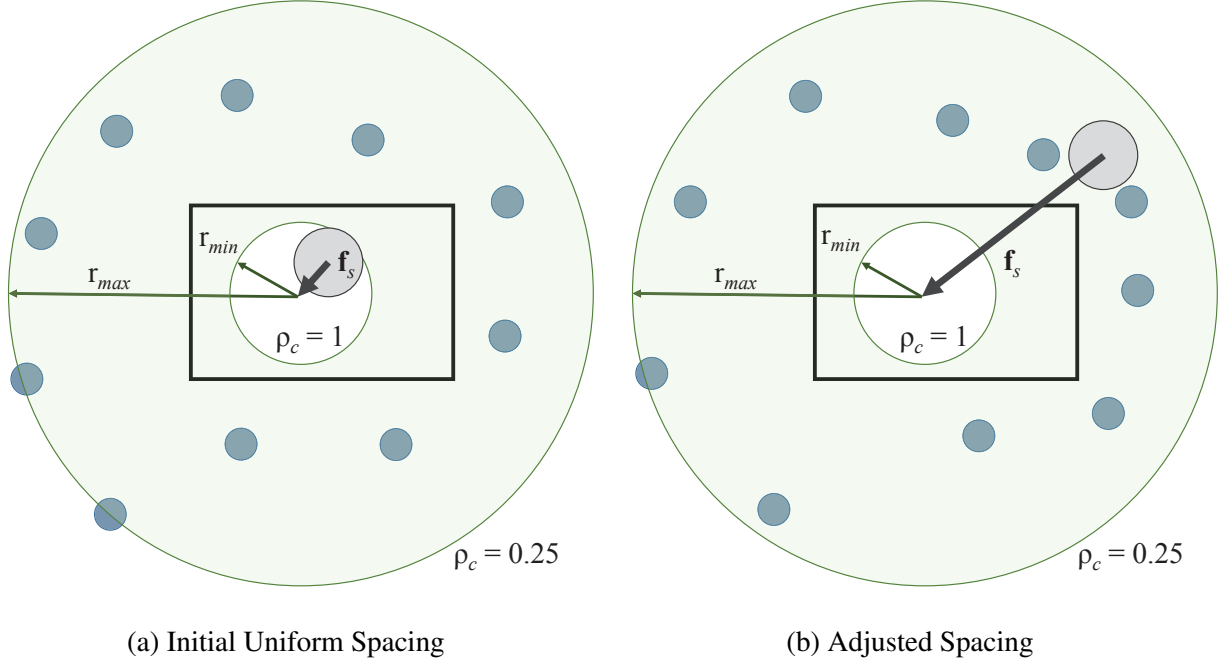 r_min
f_s
r_max
ρ_c = 1
ρ_c = 0.25
(a) Initial Uniform Spacing
r_min
f_s
r_max
ρ_c = 1
ρ_c = 0.25
(b) Adjusted Spacing